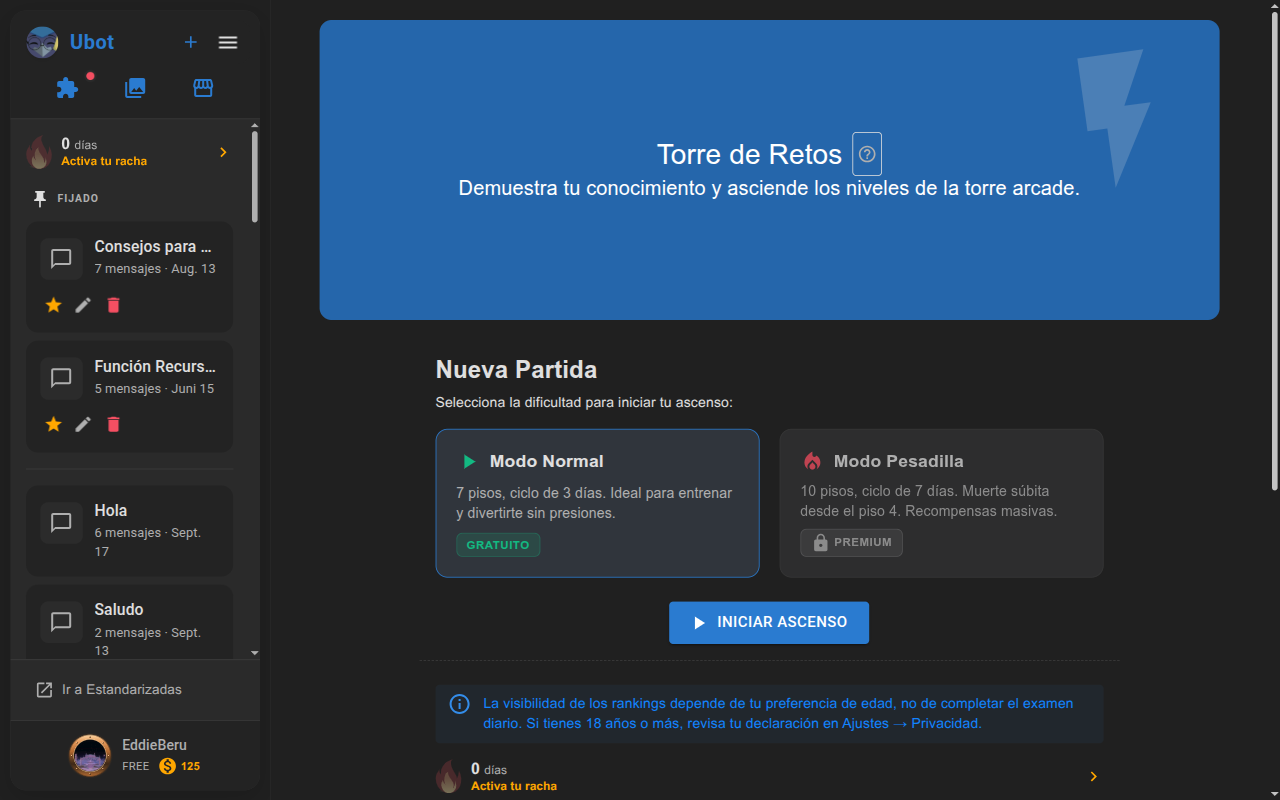 Ubot
0 días
Activa tu racha
FIJADO
Consejos para ...
7 mensajes · Aug. 13
Función Recurs...
5 mensajes · Juni 15
Hola
6 mensajes · Sept.
17
Saludo
2 mensajes · Sept.
13
Ir a Estandarizadas
EddieBeru
FREE 125
Torre de Retos
Demuestra tu conocimiento y asciende los niveles de la torre arcade.
Nueva Partida
Selecciona la dificultad para iniciar tu ascenso:
Modo Normal
7 pisos, ciclo de 3 días. Ideal para entrenar
y divertirte sin presiones.
GRATUITO
Modo Pesadilla
10 pisos, ciclo de 7 días. Muerte súbita
desde el piso 4. Recompensas masivas.
PREMIUM
INICIAR ASCENSO
La visibilidad de los rankings depende de tu preferencia de edad, no de completar el examen
diario. Si tienes 18 años o más, revisa tu declaración en Ajustes → Privacidad.
0 días
Activa tu racha